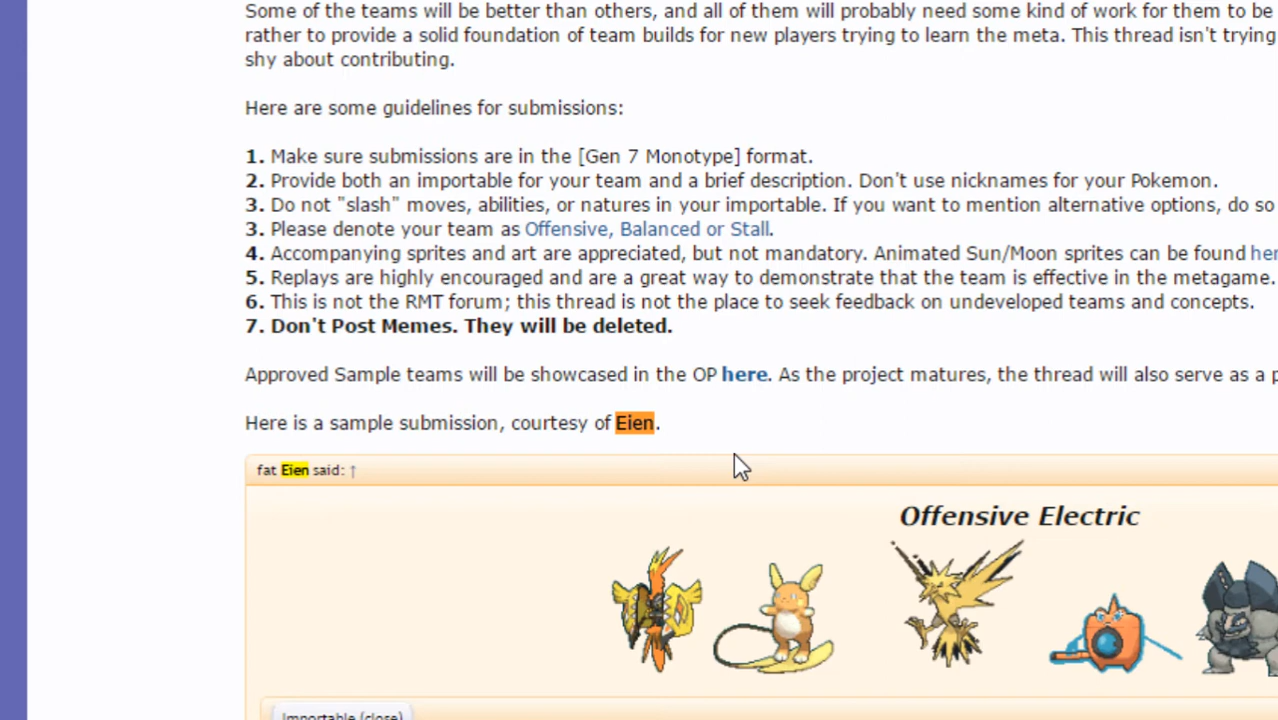 Some of the teams will be better than others, and all of them will probably need some kind of work for them to be
rather to provide a solid foundation of team builds for new players trying to learn the meta. This thread isn't trying
shy about contributing.
Here are some guidelines for submissions:
1. Make sure submissions are in the [Gen 7 Monotype] format.
2. Provide both an importable for your team and a brief description. Don't use nicknames for your Pokemon.
3. Do not "slash" moves, abilities, or natures in your importable. If you want to mention alternative options, do so
3. Please denote your team as Offensive, Balanced or Stall.
4. Accompanying sprites and art are appreciated, but not mandatory. Animated Sun/Moon sprites can be found her
5. Replays are highly encouraged and are a great way to demonstrate that the team is effective in the metagame.
6. This is not the RMT forum; this thread is not the place to seek feedback on undeveloped teams and concepts.
7. Don't Post Memes. They will be deleted.
Approved Sample teams will be showcased in the OP here. As the project matures, the thread will also serve as a p
Here is a sample submission, courtesy of Eien.
fat Eien said: ↑
Offensive Electric
Importable (close)